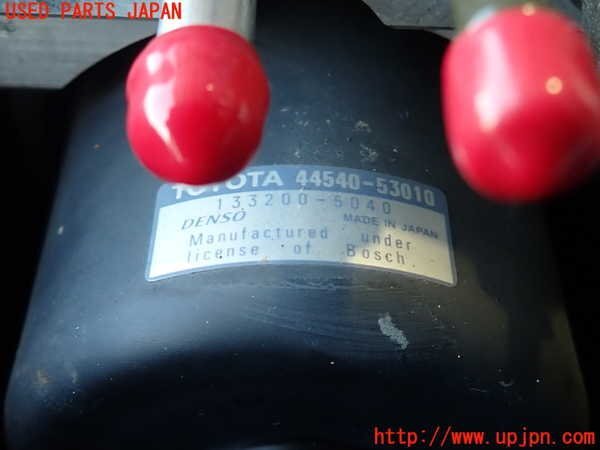 USED PARTS JAPAN
TOYOTA 44540-53010
133200-5040
DENSO MADE IN JAPAN
Manufactured under
license of Bosch
http://www.upjpn.com/